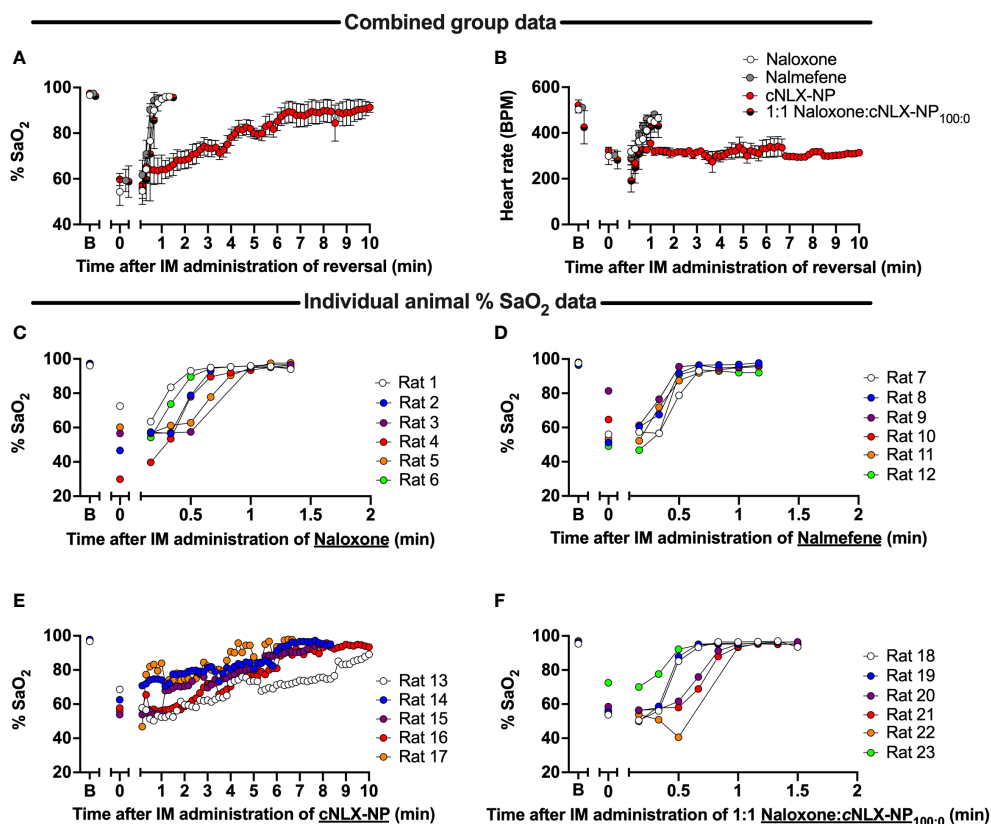 Combined group data
A
% SaO2
100
80
60
40
B 0 1 2 3 4 5 6 7 8 9 10
Time after IM administration of reversal (min)
B
Heart rate (BPM)
600
400
200
0
B 0 1 2 3 4 5 6 7 8 9 10
Time after IM administration of reversal (min)
Naloxone
Nalmefene
cNLX-NP
1:1 Naloxone:cNLX-NP100:0
Individual animal % SaO2 data
C
% SaO2
100
80
60
40
20
B 0 0.5 1 1.5 2
Time after IM administration of Naloxone (min)
Rat 1
Rat 2
Rat 3
Rat 4
Rat 5
Rat 6
D
% SaO2
100
80
60
40
20
B 0 0.5 1 1.5 2
Time after IM administration of Nalmefene (min)
Rat 7
Rat 8
Rat 9
Rat 10
Rat 11
Rat 12
E
% SaO2
100
80
60
40
20
B 0 1 2 3 4 5 6 7 8 9 10
Time after IM administration of cNLX-NP (min)
Rat 13
Rat 14
Rat 15
Rat 16
Rat 17
F
% SaO2
100
80
60
40
20
B 0 0.5 1 1.5 2
Time after IM administration of 1:1 Naloxone:cNLX-NP100:0 (min)
Rat 18
Rat 19
Rat 20
Rat 21
Rat 22
Rat 23